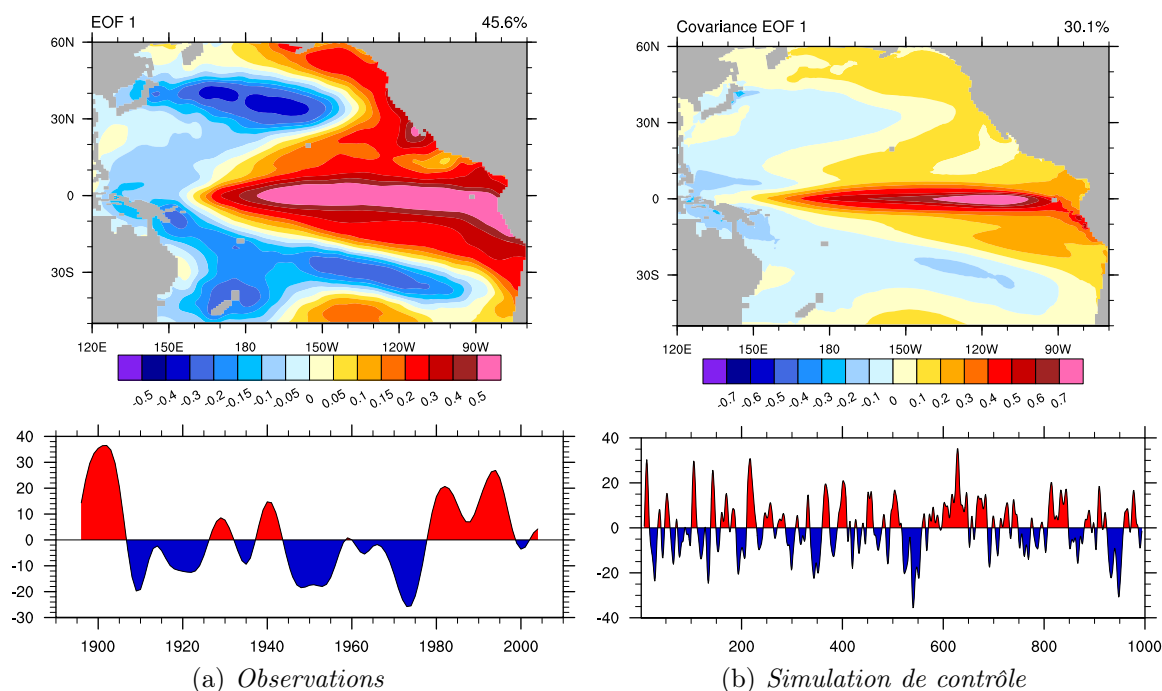 EOF 1 45.6%
60N
30N
0
30S
120E 150E 180 150W 120W 90W
-0.5 -0.4 -0.3 -0.2 -0.15 -0.1 -0.05 0 0.05 0.1 0.15 0.2 0.3 0.4 0.5
40
30
20
10
0
-10
-20
-30
1900 1920 1940 1960 1980 2000
(a) Observations
Covariance EOF 1 30.1%
60N
30N
0
30S
120E 150E 180 150W 120W 90W
-0.7 -0.6 -0.5 -0.4 -0.3 -0.2 -0.1 0 0.1 0.2 0.3 0.4 0.5 0.6 0.7
40
20
0
-20
-40
200 400 600 800 1000
(b) Simulation de contrôle